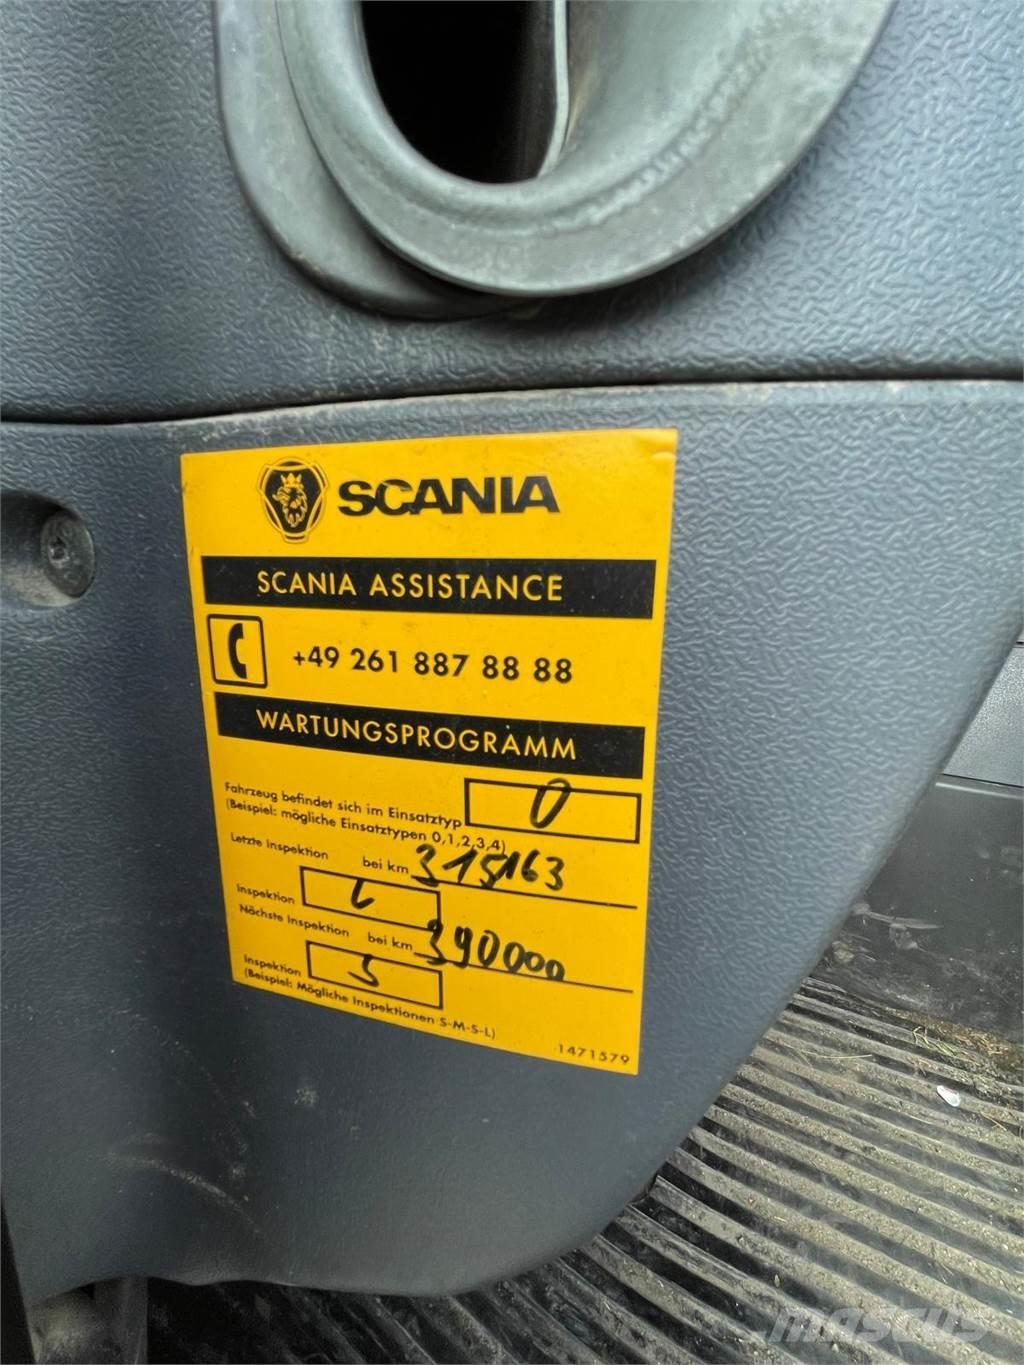 SCANIA
SCANIA ASSISTANCE
+49 261 887 88 88
WARTUNGSPROGRAMM
Fahrzeug befindet sich im Einsatztyp 0
(Beispiel: mögliche Einsatztypen 0,1,2,3,4)
Letzte Inspektion bei km 315163
Inspektion L
Nächste Inspektion bei km 390000
Inspektion S
(Beispiel: Mögliche Inspektionen S-M-S-L)
1471579
mascus